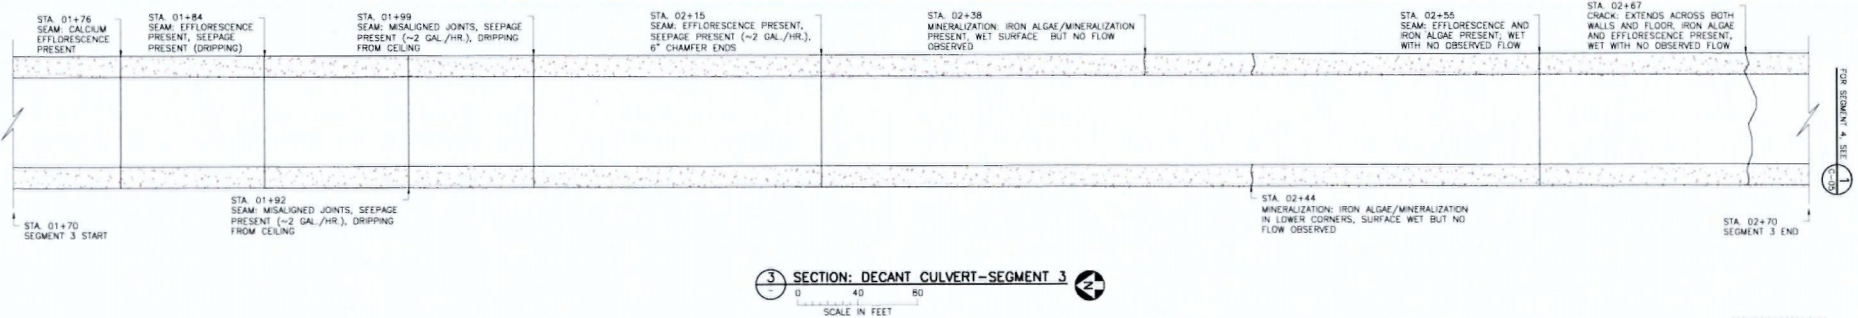 STA. 01+76
SEAM: CALCIUM
EFFLORESCENCE
PRESENT
STA. 01+84
SEAM: EFFLORESCENCE
PRESENT, SEEPAGE
PRESENT (DRIPPING)
STA. 01+99
SEAM: MISALIGNED JOINTS, SEEPAGE
PRESENT (~2 GAL./HR.), DRIPPING
FROM CEILING
STA. 02+15
SEAM: EFFLORESCENCE PRESENT,
SEEPAGE PRESENT (~2 GAL./HR.),
6" CHAMFER ENDS
STA. 02+38
MINERALIZATION: IRON ALGAE/MINERALIZATION
PRESENT, WET SURFACE BUT NO FLOW
OBSERVED
STA. 02+55
SEAM: EFFLORESCENCE AND
IRON ALGAE PRESENT; WET
WITH NO OBSERVED FLOW
STA. 02+67
CRACK: EXTENDS ACROSS BOTH
WALLS AND FLOOR, IRON ALGAE
AND EFFLORESCENCE PRESENT,
WET WITH NO OBSERVED FLOW
FOR SEGMENT 4, SEE
1
C-05
STA. 01+70
SEGMENT 3 START
STA. 01+92
SEAM: MISALIGNED JOINTS, SEEPAGE
PRESENT (~2 GAL./HR.), DRIPPING
FROM CEILING
STA. 02+44
MINERALIZATION: IRON ALGAE/MINERALIZATION
IN LOWER CORNERS, SURFACE WET BUT NO
FLOW OBSERVED
STA. 02+70
SEGMENT 3 END
3 SECTION: DECANT CULVERT-SEGMENT 3 N
-
0 40 80
SCALE IN FEET